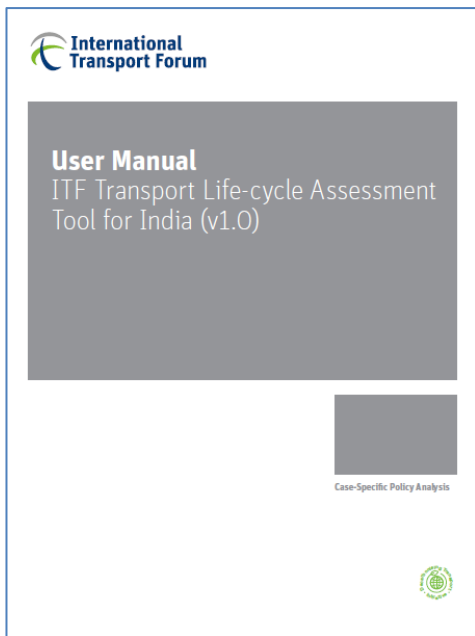 International
Transport Forum
User Manual
ITF Transport Life-cycle Assessment
Tool for India (v1.0)
Case-Specific Policy Analysis